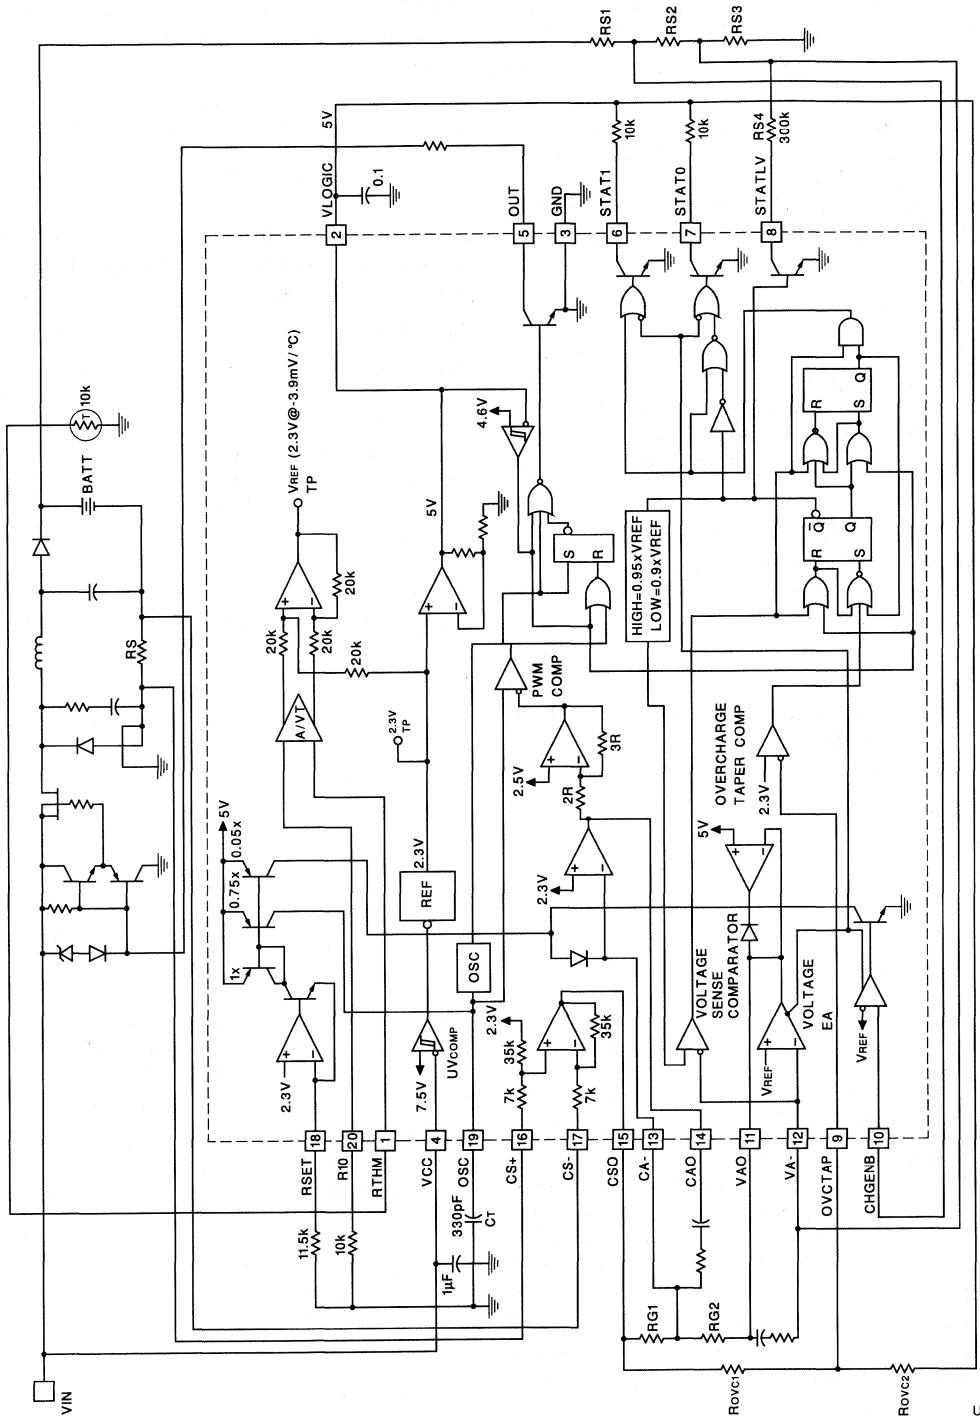 VIN
RS
BATT
10k
T
RS1
RS2
RS3
5V
1x
0.75x
0.05x
2.3V
A/VT
20k
20k
20k
20k
VREF (2.3V@-3.9mV/°C)
TP
VLOGIC
2
5V
0.1
RSET
18
11.5k
R10
20
10k
RTHM
1
VCC
4
1µF
7.5V
UVCOMP
REF
2.3V
2.3V
TP
5V
4.6V
OUT
5
GND
3
OSC
19
330pF
CT
OSC
PWM
COMP
S
R
CS+
16
7k
35k
2.3V
CS-
17
7k
35k
2.3V
2R
2.5V
3R
STAT1
6
10k
STAT0
7
10k
STATLV
8
RS4
300k
HIGH=0.95xVREF
LOW=0.9xVREF
CSO
15
CA-
13
CAO
14
VAO
11
VA-
12
OVCTAP
9
CHGENB
10
VOLTAGE
SENSE
COMPARATOR
VREF
VOLTAGE
EA
VREF
5V
OVERCHARGE
TAPER COMP
2.3V
R
Q
S
Q
R
S
Q
RG1
RG2
ROVC1
ROVC2